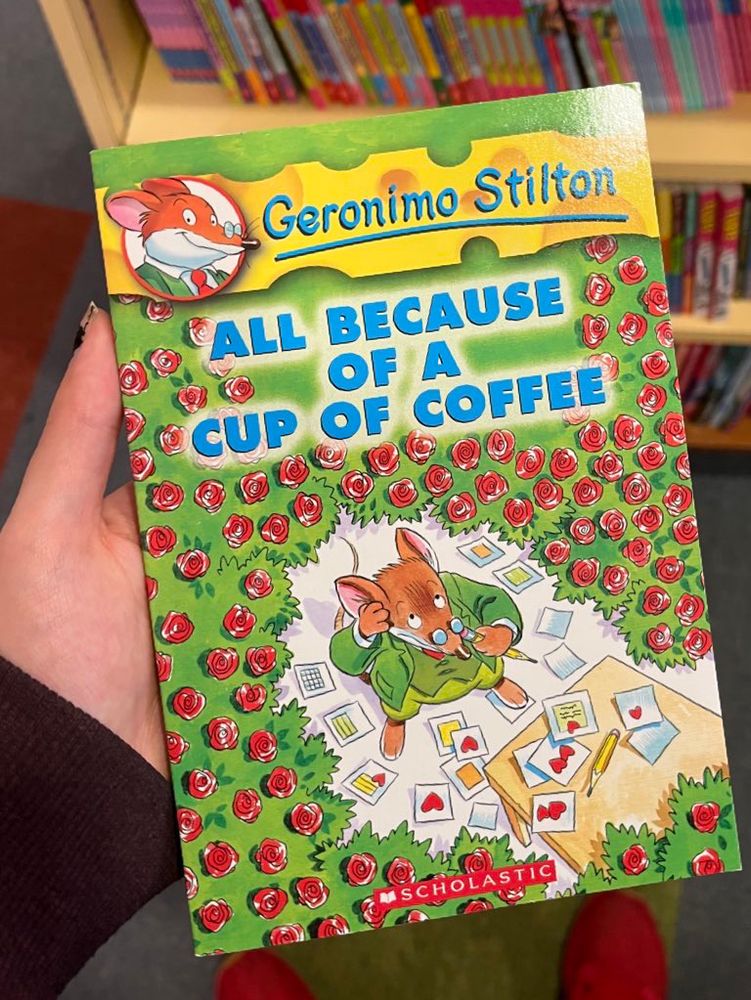 Geronimo Stilton
ALL BECAUSE
OF A
CUP OF COFFEE
SCHOLASTIC